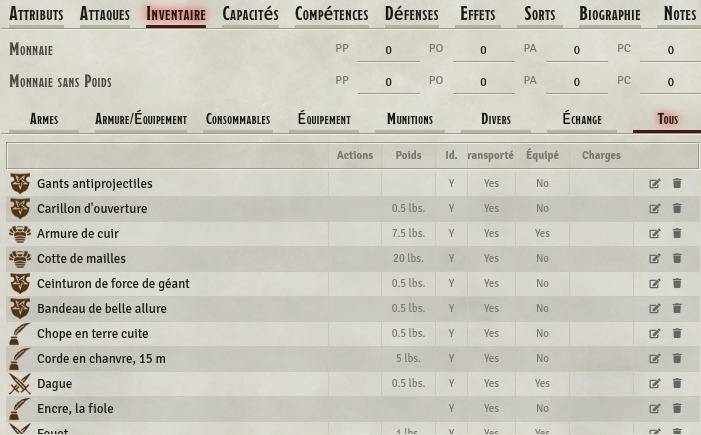 Attributs Attaques Inventaire Capacités Compétences Défenses Effets Sorts Biographie Notes
Monnaie PP 0 PO 0 PA 0 PC 0
Monnaie sans Poids PP 0 PO 0 PA 0 PC 0
Armes Armure/Équipement Consommables Équipement Munitions Divers Échange Tous
Actions Poids Id. ransporté Équipé Charges
Gants antiprojectiles Y Yes No
Carillon d'ouverture 0.5 lbs. Y Yes No
Armure de cuir 7.5 lbs. Y Yes Yes
Cotte de mailles 20 lbs. Y Yes No
Ceinturon de force de géant 0.5 lbs. Y Yes No
Bandeau de belle allure 0.5 lbs. Y Yes No
Chope en terre cuite 0.5 lbs. Y Yes No
Corde en chanvre, 15 m 5 lbs. Y Yes No
Dague 0.5 lbs. Y Yes Yes
Encre, la fiole Y Yes No
Fouet 1 lbs. Y Yes Yes